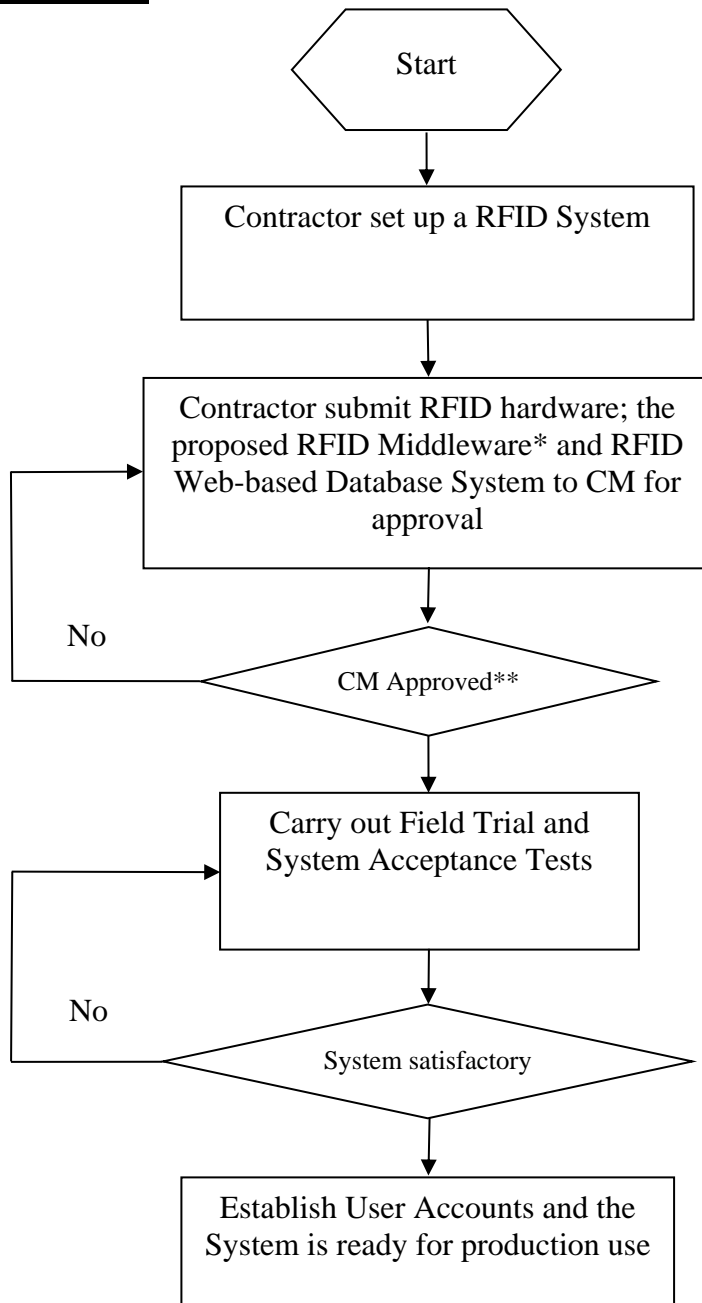 Start
Contractor set up a RFID System
Contractor submit RFID hardware; the
proposed RFID Middleware* and RFID
Web-based Database System to CM for
approval
No
CM Approved**
Carry out Field Trial and
System Acceptance Tests
No
System satisfactory
Establish User Accounts and the
System is ready for production use